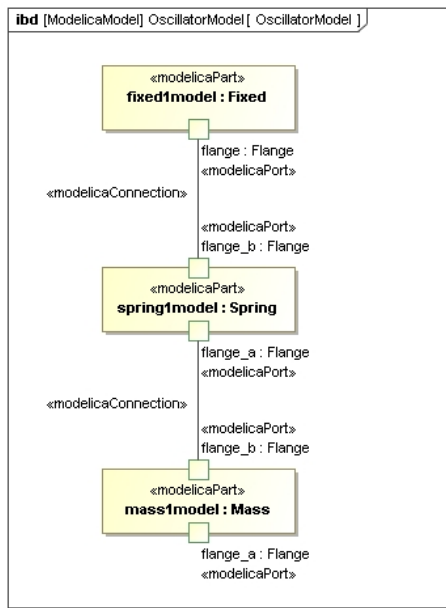 ibd [ModelicaModel] OscillatorModel[ OscillatorModel ]
«modelicaPart»
fixed1model : Fixed
flange : Flange
«modelicaPort»
«modelicaConnection»
«modelicaPort»
flange_b : Flange
«modelicaPart»
spring1model : Spring
flange_a : Flange
«modelicaPort»
«modelicaConnection»
«modelicaPort»
flange_b : Flange
«modelicaPart»
mass1model : Mass
flange_a : Flange
«modelicaPort»